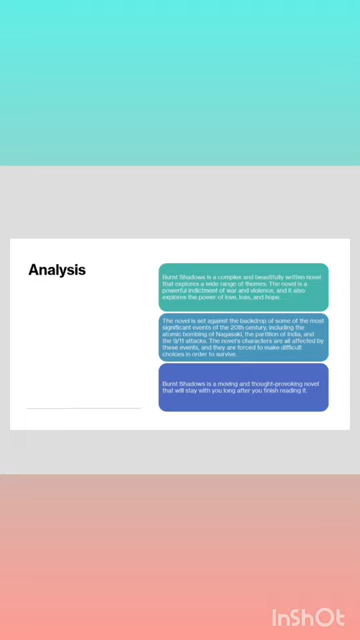 Analysis
Burst Shadows is a complex and beautifully written novel
that explores a wide range of themes. The novel is a
powerful indictment of war and violence, and it also
explores the power of love, loss, and hope.
The novel is set against the backdrop of some of the most
significant events of the 20th century, including the
atomic bombing of Nagasaki, the partition of India, and
the 9/11 attacks. The novel's characters are all affected by
these events, and they are forced to make difficult
choices in order to survive.
Burst Shadows is a moving and thought-provoking novel
that will stay with you long after you finish reading it.
InShOt